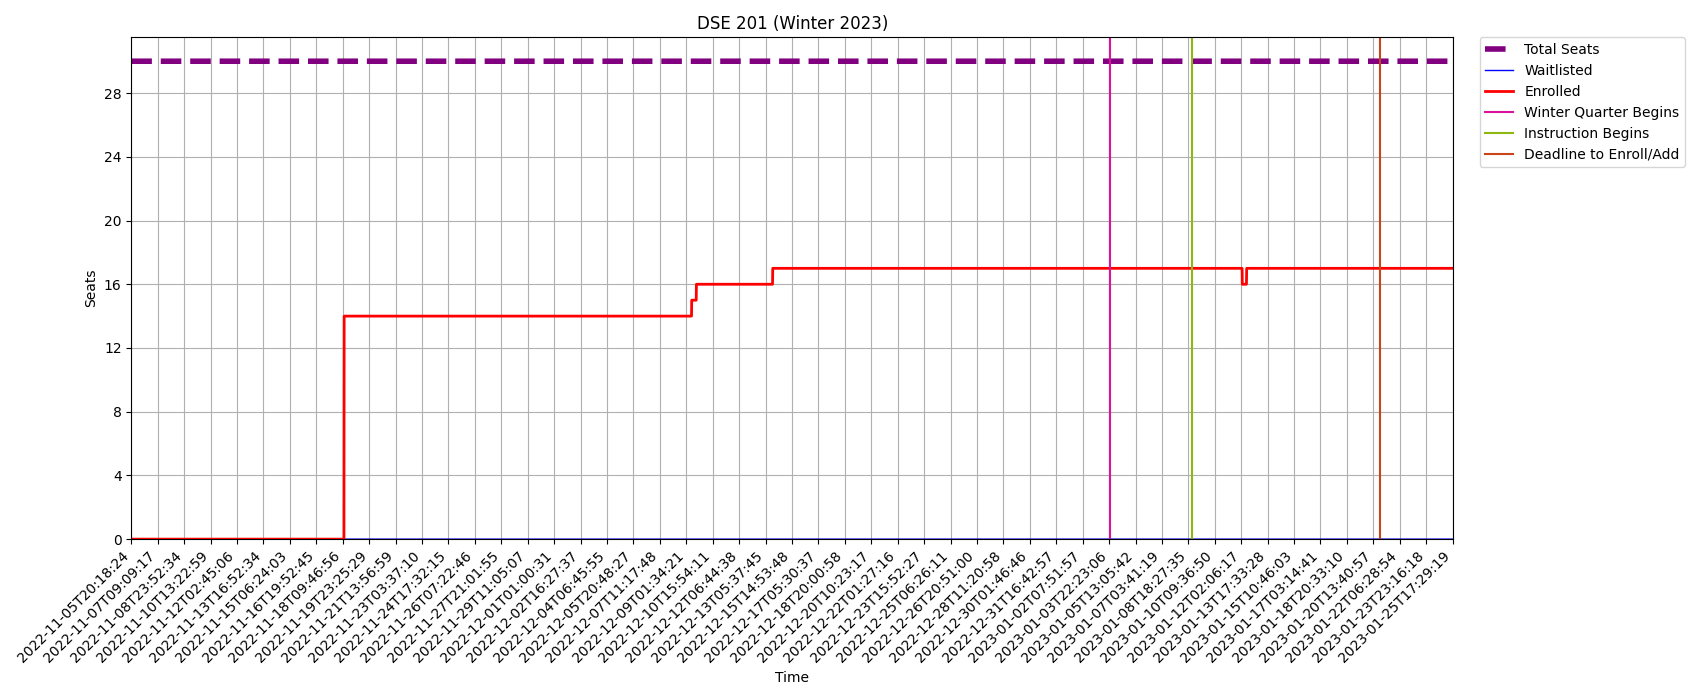 DSE 201 (Winter 2023)
Total Seats
Waitlisted
Enrolled
Winter Quarter Begins
Instruction Begins
Deadline to Enroll/Add
Seats
28
24
20
16
12
8
4
0
2022-11-05T20:18:24
2022-11-07T09:09:17
2022-11-08T23:52:34
2022-11-10T13:22:59
2022-11-12T02:45:06
2022-11-13T16:52:34
2022-11-15T06:24:03
2022-11-16T19:52:45
2022-11-18T09:46:56
2022-11-19T23:25:29
2022-11-21T13:56:59
2022-11-23T03:37:10
2022-11-24T17:32:15
2022-11-26T07:22:46
2022-11-27T21:01:55
2022-11-29T11:05:07
2022-12-01T01:00:31
2022-12-02T16:27:37
2022-12-04T06:45:55
2022-12-05T20:48:27
2022-12-07T11:17:48
2022-12-09T01:34:21
2022-12-10T15:54:11
2022-12-12T06:44:38
2022-12-13T05:37:45
2022-12-15T14:53:48
2022-12-17T05:30:37
2022-12-18T20:00:58
2022-12-20T10:23:17
2022-12-22T01:27:16
2022-12-23T15:52:27
2022-12-25T06:26:11
2022-12-26T20:51:00
2022-12-28T11:20:58
2022-12-30T01:46:46
2022-12-31T16:42:57
2023-01-02T07:51:57
2023-01-03T22:23:06
2023-01-05T13:05:42
2023-01-07T03:41:19
2023-01-08T18:27:35
2023-01-10T09:36:50
2023-01-12T02:06:17
2023-01-13T17:33:28
2023-01-15T10:46:03
2023-01-17T03:14:41
2023-01-18T20:33:10
2023-01-20T13:40:57
2023-01-22T06:28:54
2023-01-23T23:16:18
2023-01-25T17:29:19
Time